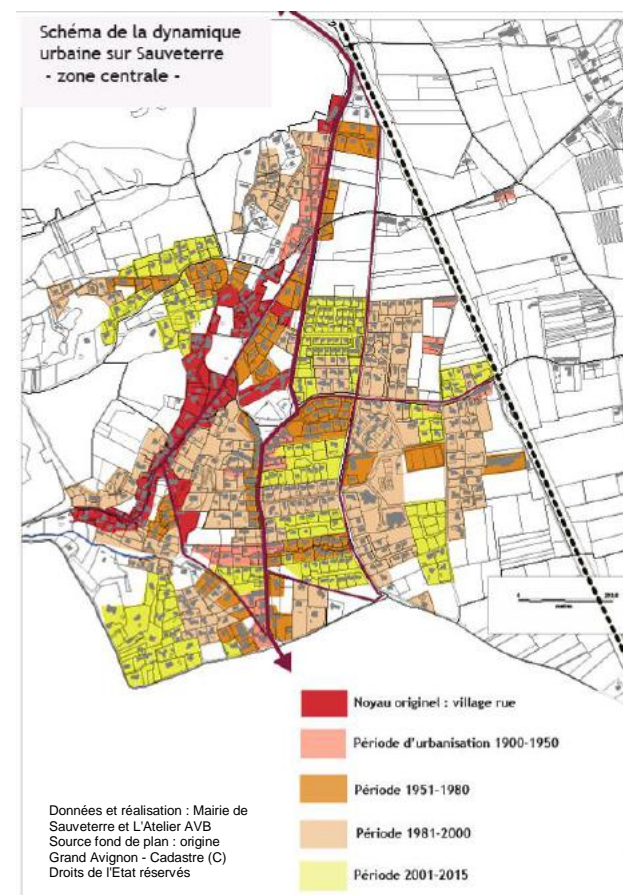 Schéma de la dynamique
urbaine sur Sauveterre
- zone centrale -
Noyau originel : village rue
Période d'urbanisation 1900-1950
Période 1951-1980
Période 1981-2000
Période 2001-2015
Données et réalisation : Mairie de
Sauveterre et L'Atelier AVB
Source fond de plan : origine
Grand Avignon - Cadastre (C)
Droits de l'Etat réservés